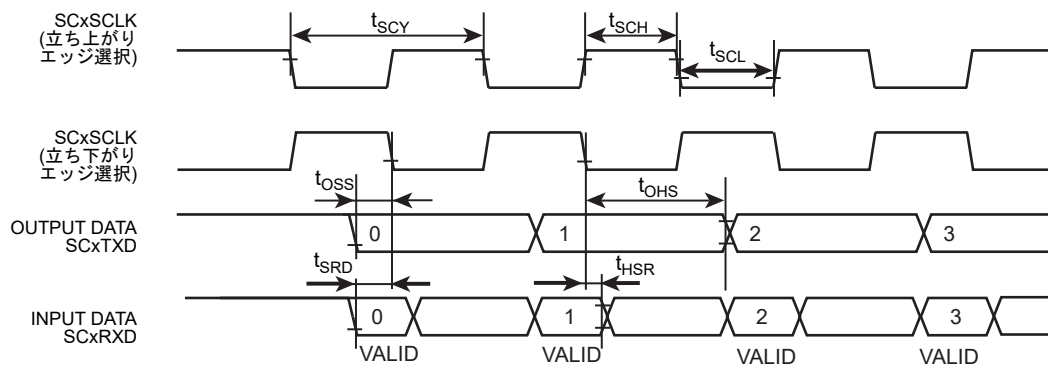 SCxSCLK
(立ち上がり
エッジ選択)
tSCY
tSCH
tSCL
SCxSCLK
(立ち下がり
エッジ選択)
tOSS
tOHS
OUTPUT DATA
SCxTXD
0
1
2
3
tSRD
tHSR
INPUT DATA
SCxRXD
0
1
2
3
VALID
VALID
VALID
VALID